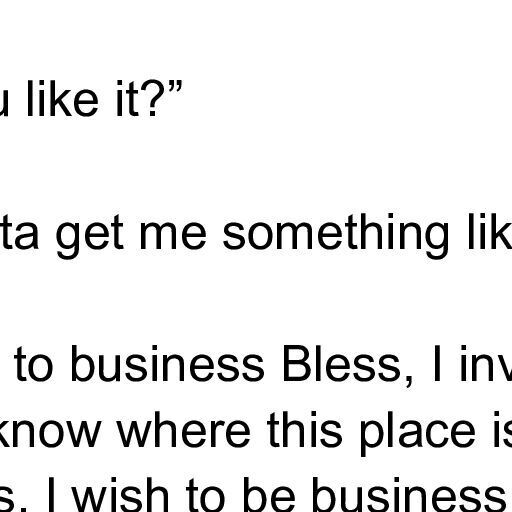 u like it?”
ta get me something lik
to business Bless, I inv
know where this place is
s. I wish to be business